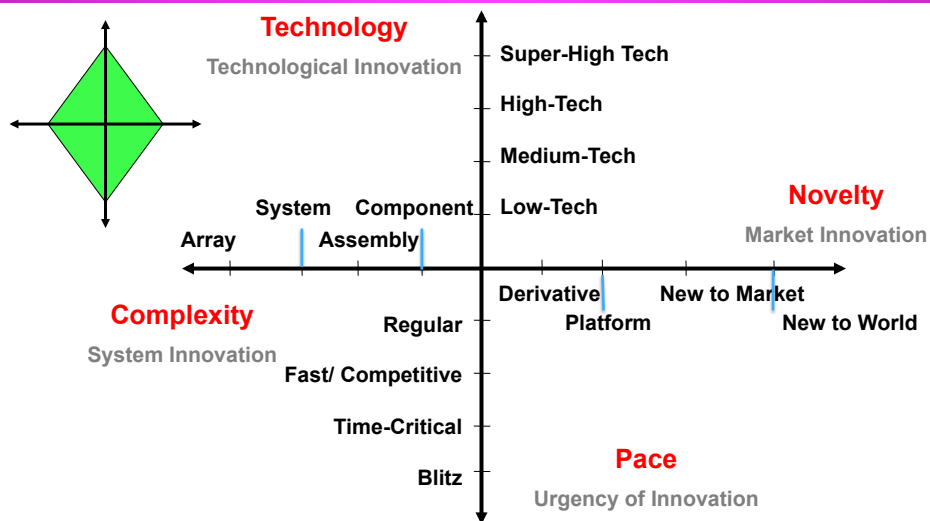 Technology
Technological Innovation
Super-High Tech
High-Tech
Medium-Tech
Low-Tech
System
Component
Array
Assembly
Novelty
Market Innovation
Derivative
New to Market
Platform
New to World
Complexity
System Innovation
Regular
Fast/ Competitive
Time-Critical
Blitz
Pace
Urgency of Innovation